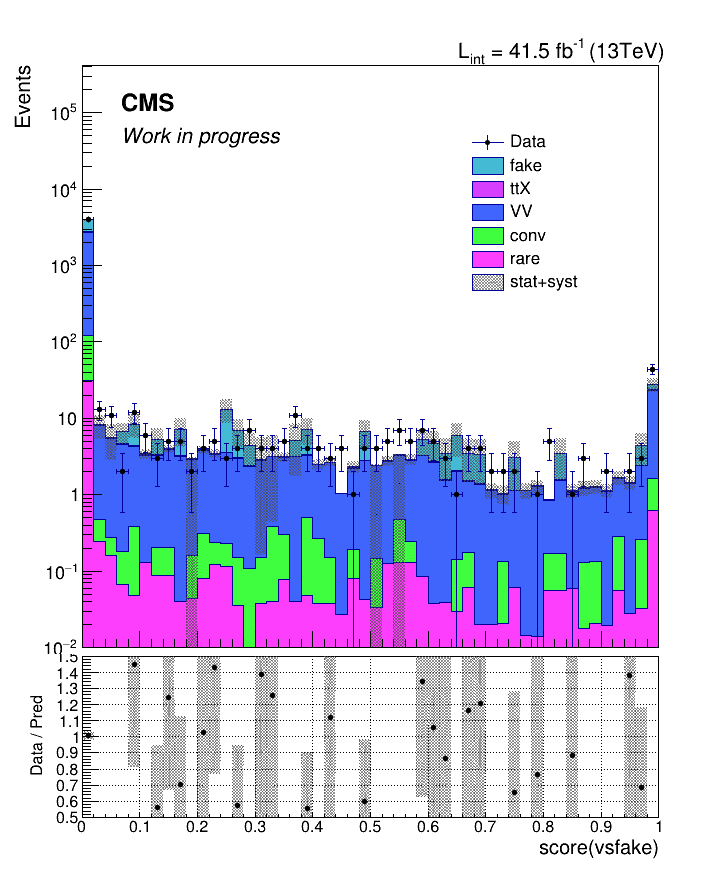 L_int = 41.5 fb^-1 (13TeV)
Events
CMS
Work in progress
Data
fake
ttX
VV
conv
rare
stat+syst
10^5
10^4
10^3
10^2
10
1
10^-1
10^-2
Data / Pred
1.5
1.4
1.3
1.2
1.1
1
0.9
0.8
0.7
0.6
0.5
0 0.1 0.2 0.3 0.4 0.5 0.6 0.7 0.8 0.9 1
score(vsfake)